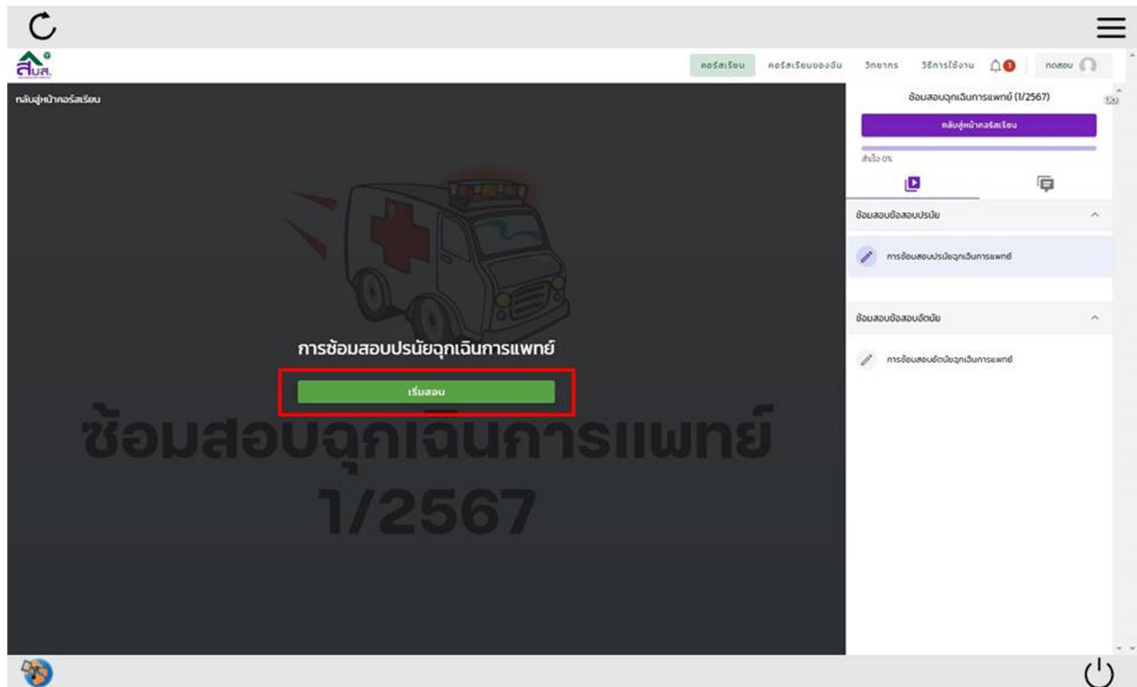 สบส.
คอร์สเรียน คอร์สเรียนของฉัน วิทยากร วิธีการใช้งาน 1 ทดสอบ
กลับสู่หน้าคอร์สเรียน
ซ้อมสอบฉุกเฉินการแพทย์ (1/2567)
กลับสู่หน้าคอร์สเรียน
สำเร็จ 0%
ซ้อมสอบข้อสอบปรนัย
การซ้อมสอบปรนัยฉุกเฉินการแพทย์
ซ้อมสอบข้อสอบอัตนัย
การซ้อมสอบอัตนัยฉุกเฉินการแพทย์
การซ้อมสอบปรนัยฉุกเฉินการแพทย์
เริ่มสอบ
ซ้อมสอบฉุกเฉินการแพทย์
1/2567